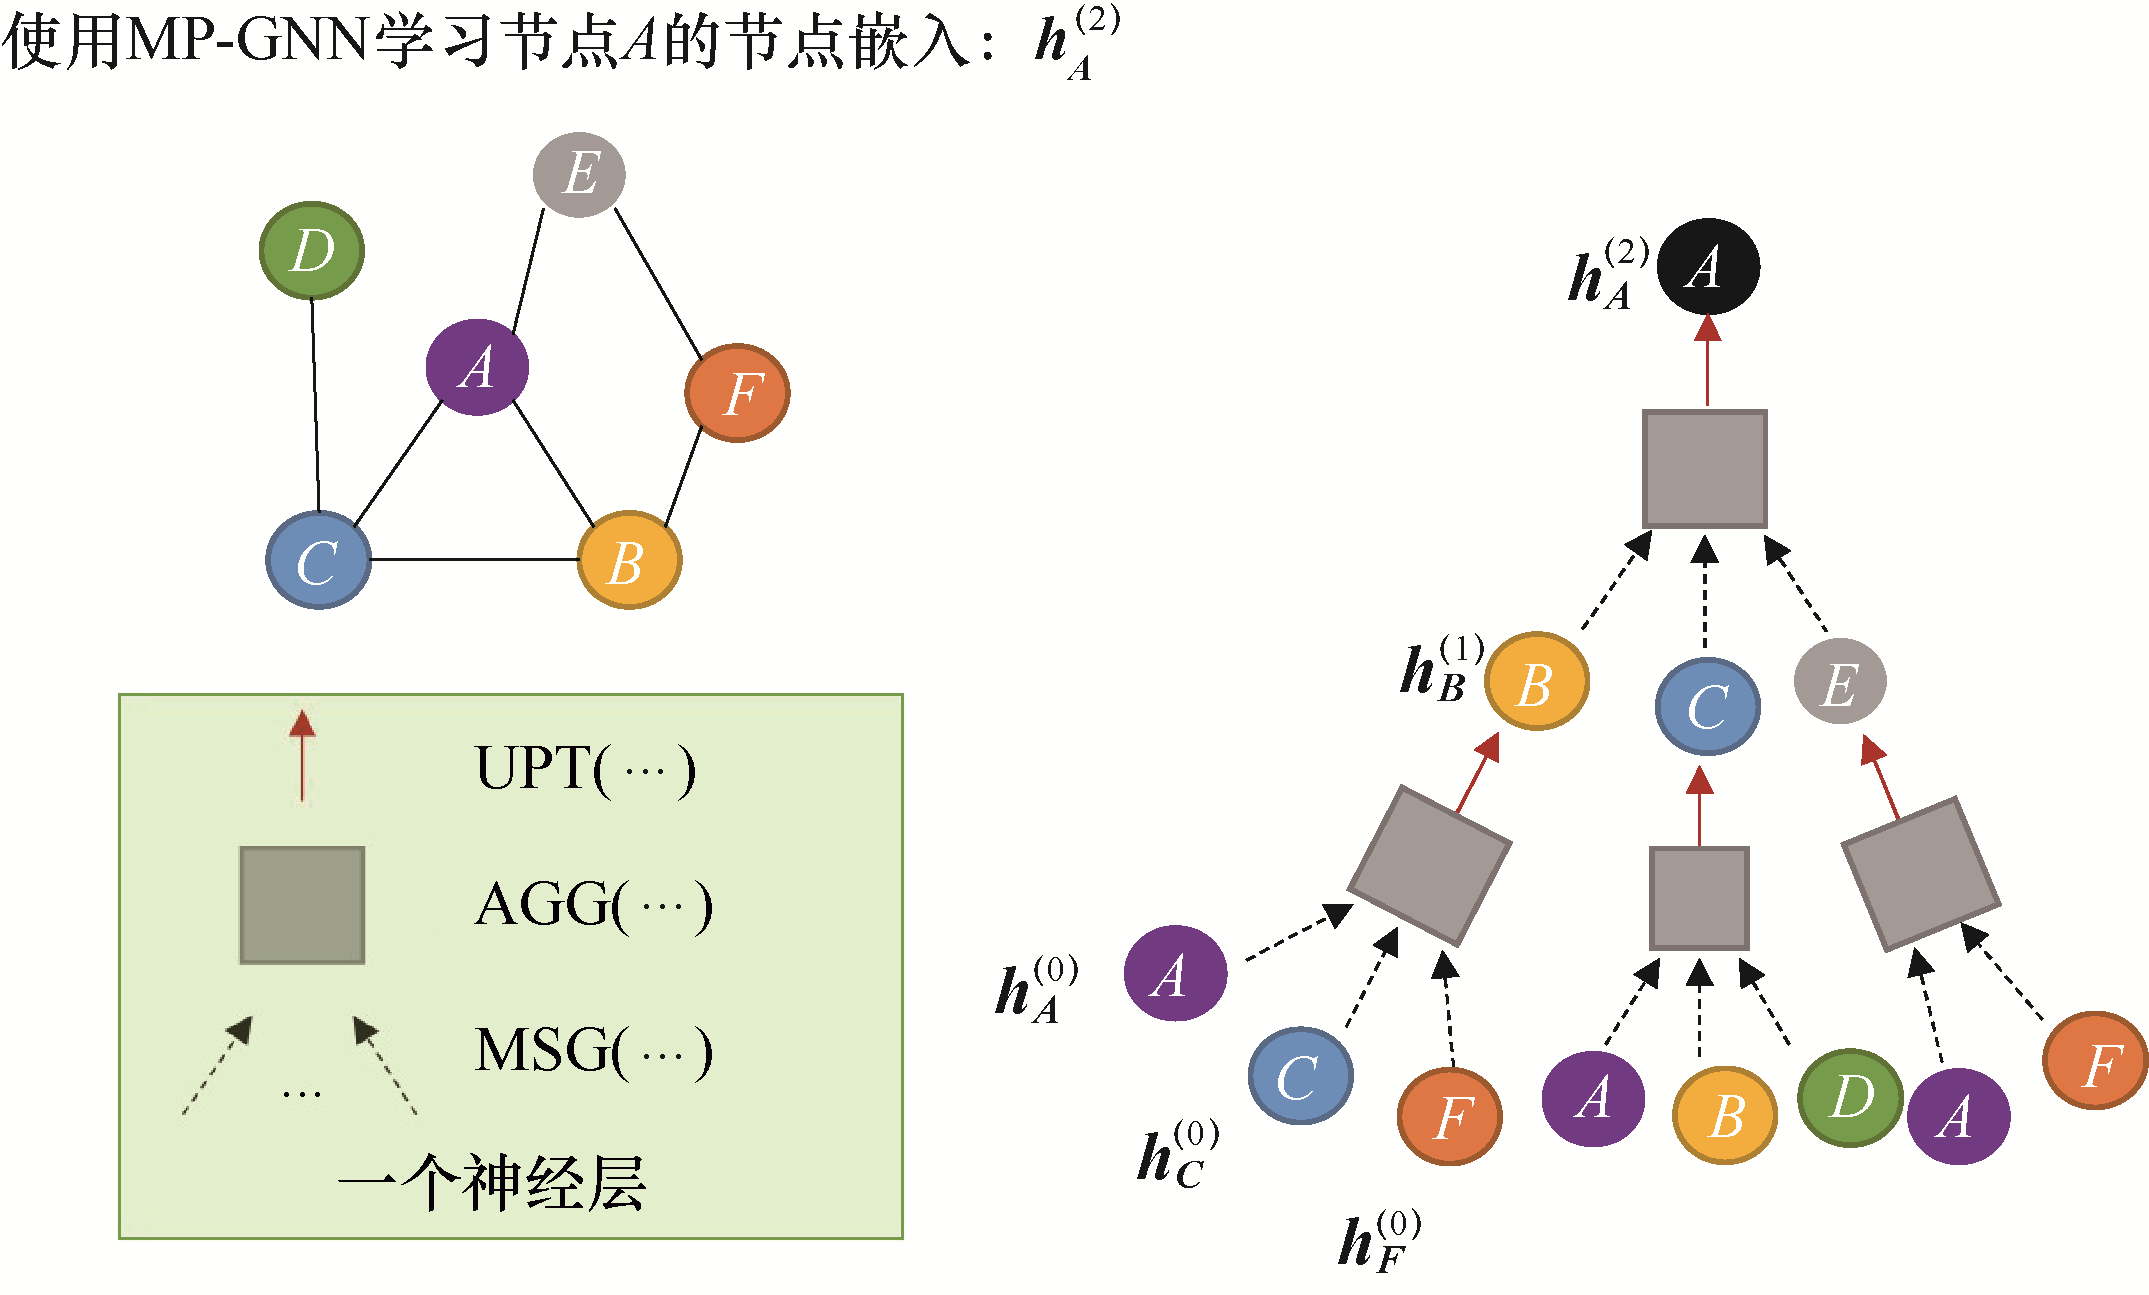 使用MP-GNN学习节点A的节点嵌入：h_A^(2)
E
D
A
F
C
B
UPT(…)
AGG(…)
MSG(…)
…
一个神经层
h_A^(2) A
h_B^(1) B
C
E
h_A^(0) A
h_C^(0) C
h_F^(0) F
A
B
D
A
F